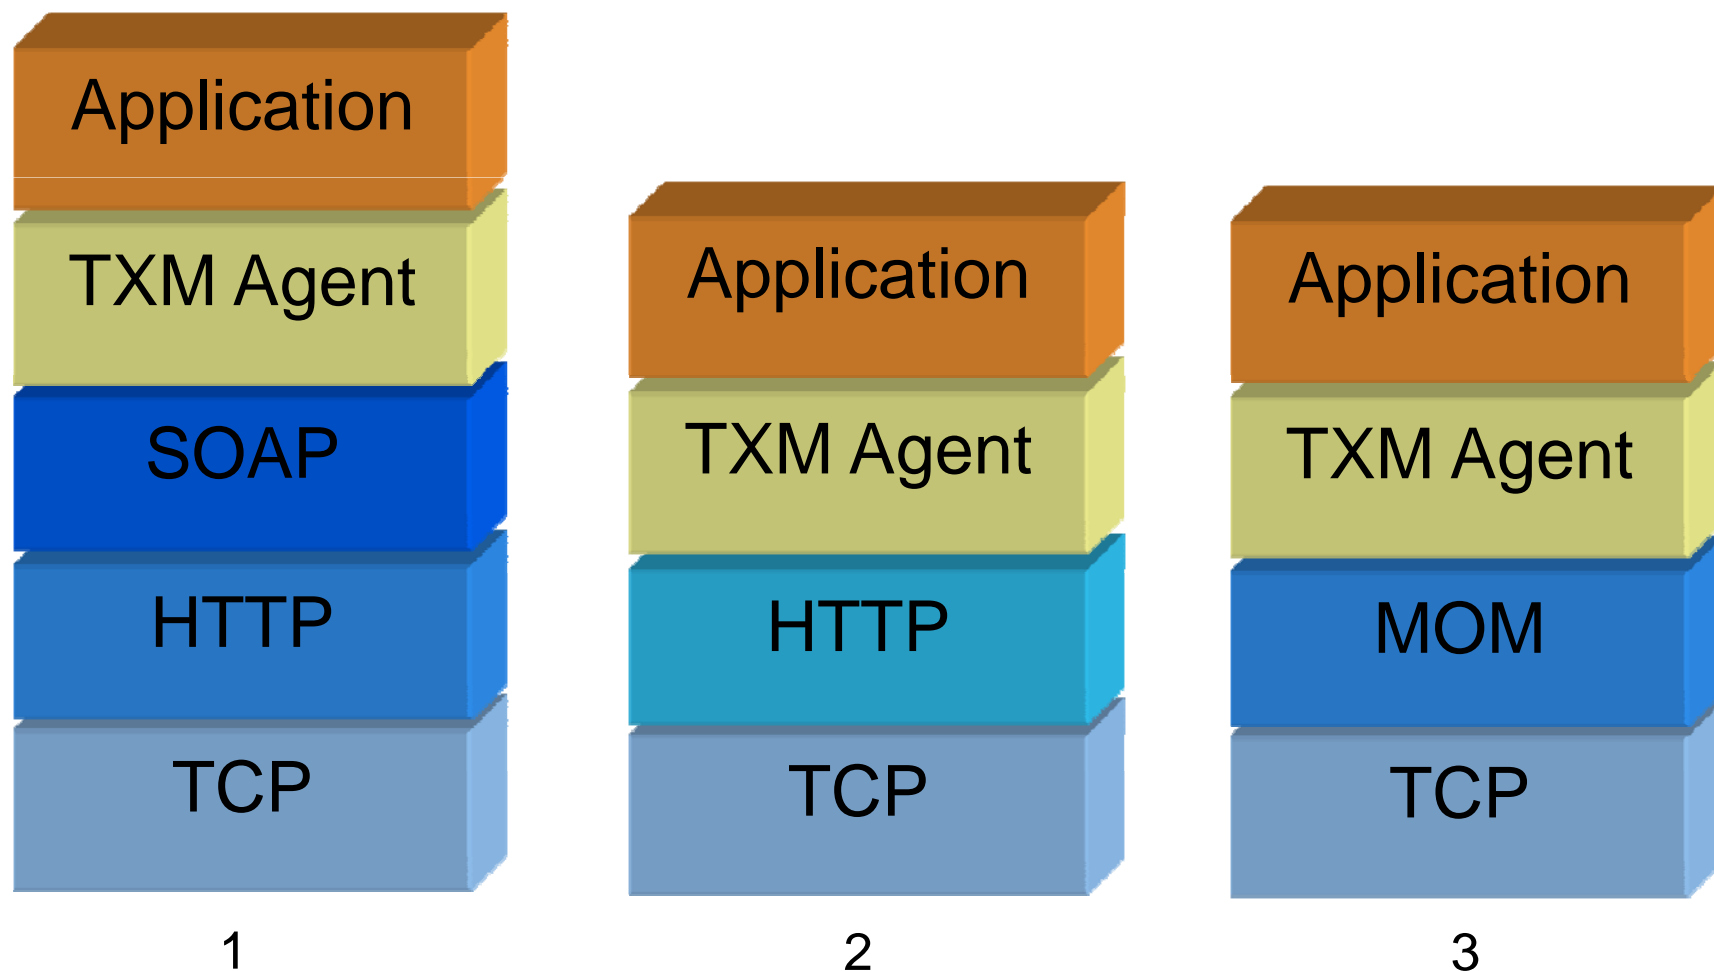 Application
TXM Agent
SOAP
HTTP
TCP
1
Application
TXM Agent
HTTP
TCP
2
Application
TXM Agent
MOM
TCP
3